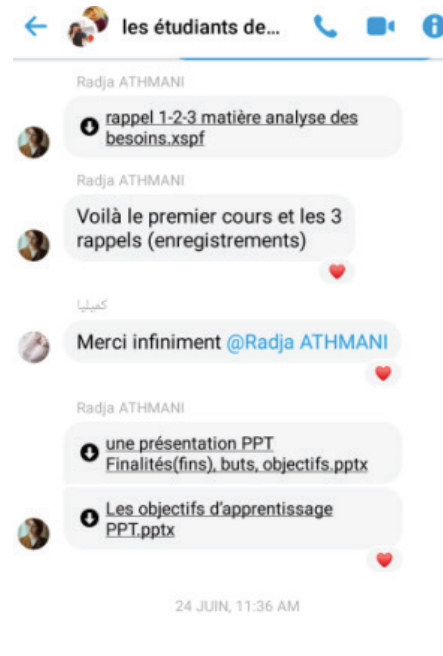 les étudiants de...
Radja ATHMANI
rappel 1-2-3 matière analyse des
besoins.xspf
Radja ATHMANI
Voilà le premier cours et les 3
rappels (enregistrements)
كميليا
Merci infiniment @Radja ATHMANI
Radja ATHMANI
une présentation PPT
Finalités(fins), buts, objectifs.pptx
Les objectifs d'apprentissage
PPT.pptx
24 JUIN, 11:36 AM